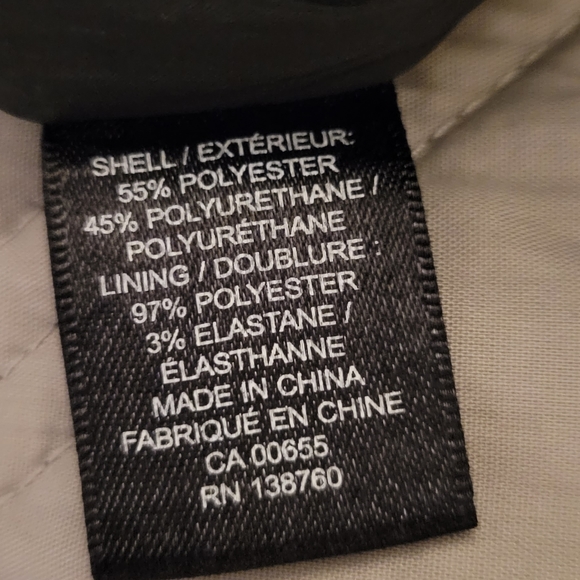 SHELL / EXTÉRIEUR:
55% POLYESTER
45% POLYURETHANE /
POLYURÉTHANE
LINING / DOUBLURE :
97% POLYESTER
3% ELASTANE /
ÉLASTHANNE
MADE IN CHINA
FABRIQUÉ EN CHINE
CA 00655
RN 138760